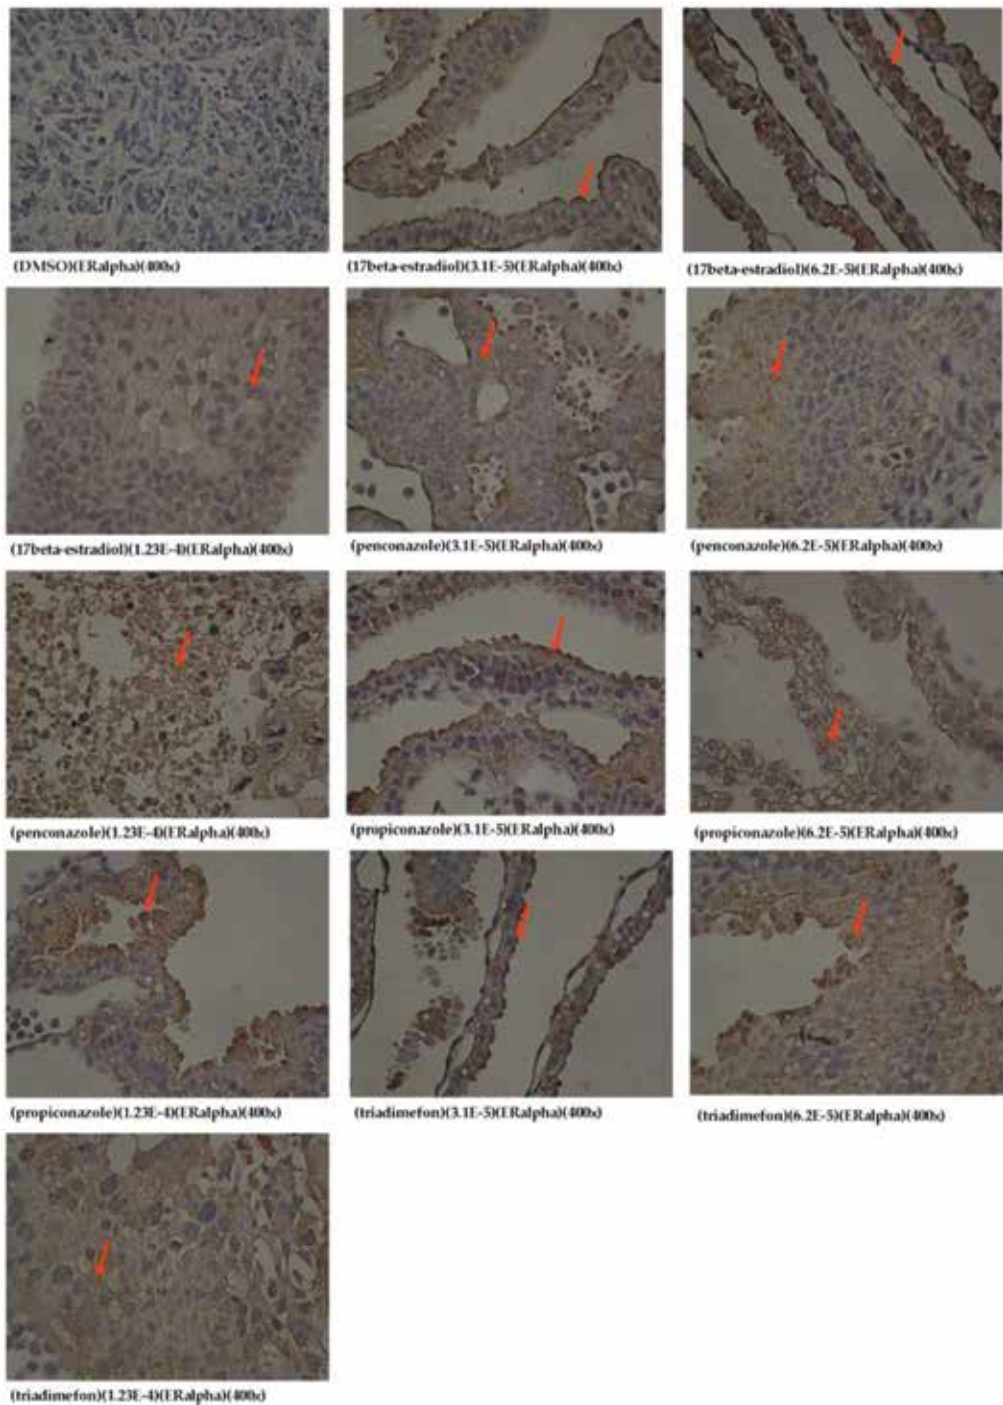 (DMSO)(ERalpha)(400x)
(17beta-estradiol)(3.1E-5)(ERalpha)(400x)
(17beta-estradiol)(6.2E-5)(ERalpha)(400x)
(17beta-estradiol)(1.23E-4)(ERalpha)(400x)
(penconazole)(3.1E-5)(ERalpha)(400x)
(penconazole)(6.2E-5)(ERalpha)(400x)
(penconazole)(1.23E-4)(ERalpha)(400x)
(propiconazole)(3.1E-5)(ERalpha)(400x)
(propiconazole)(6.2E-5)(ERalpha)(400x)
(propiconazole)(1.23E-4)(ERalpha)(400x)
(triadimefon)(3.1E-5)(ERalpha)(400x)
(triadimefon)(6.2E-5)(ERalpha)(400x)
(triadimefon)(1.23E-4)(ERalpha)(400x)